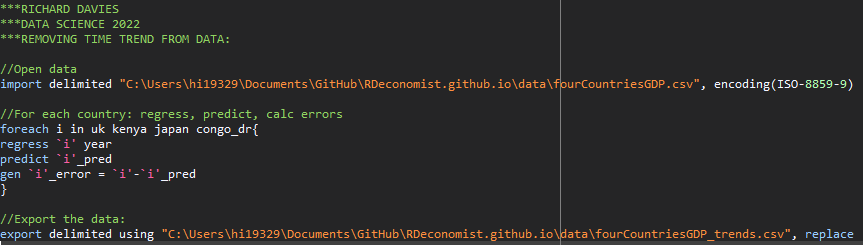 ***RICHARD DAVIES
***DATA SCIENCE 2022
***REMOVING TIME TREND FROM DATA:
//Open data
import delimited "C:\Users\hi19329\Documents\GitHub\RDeconomist.github.io\data\fourCountriesGDP.csv", encoding(ISO-8859-9)
//For each country: regress, predict, calc errors
foreach i in uk kenya japan congo_dr{
regress `i' year
predict `i'_pred
gen `i'_error = `i'-`i'_pred
}
//Export the data:
export delimited using "C:\Users\hi19329\Documents\GitHub\RDeconomist.github.io\data\fourCountriesGDP_trends.csv", replace